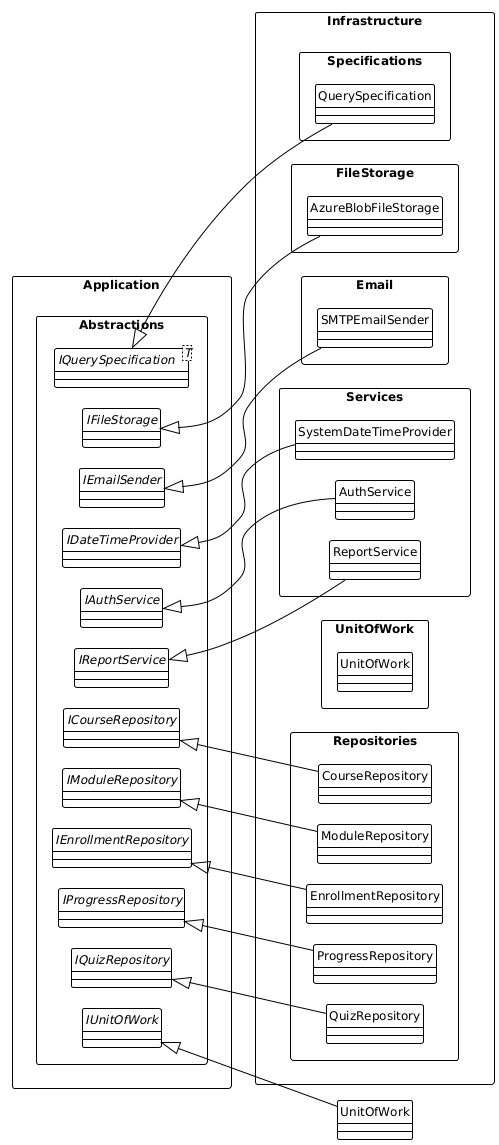 Infrastructure
Specifications
QuerySpecification
FileStorage
AzureBlobFileStorage
Email
SMTPEmailSender
Services
SystemDateTimeProvider
AuthService
ReportService
UnitOfWork
UnitOfWork
Repositories
CourseRepository
ModuleRepository
EnrollmentRepository
ProgressRepository
QuizRepository
Application
Abstractions
IQuerySpecification
T
IFileStorage
IEmailSender
IDateTimeProvider
IAuthService
IReportService
ICourseRepository
IModuleRepository
IEnrollmentRepository
IProgressRepository
IQuizRepository
IUnitOfWork
UnitOfWork